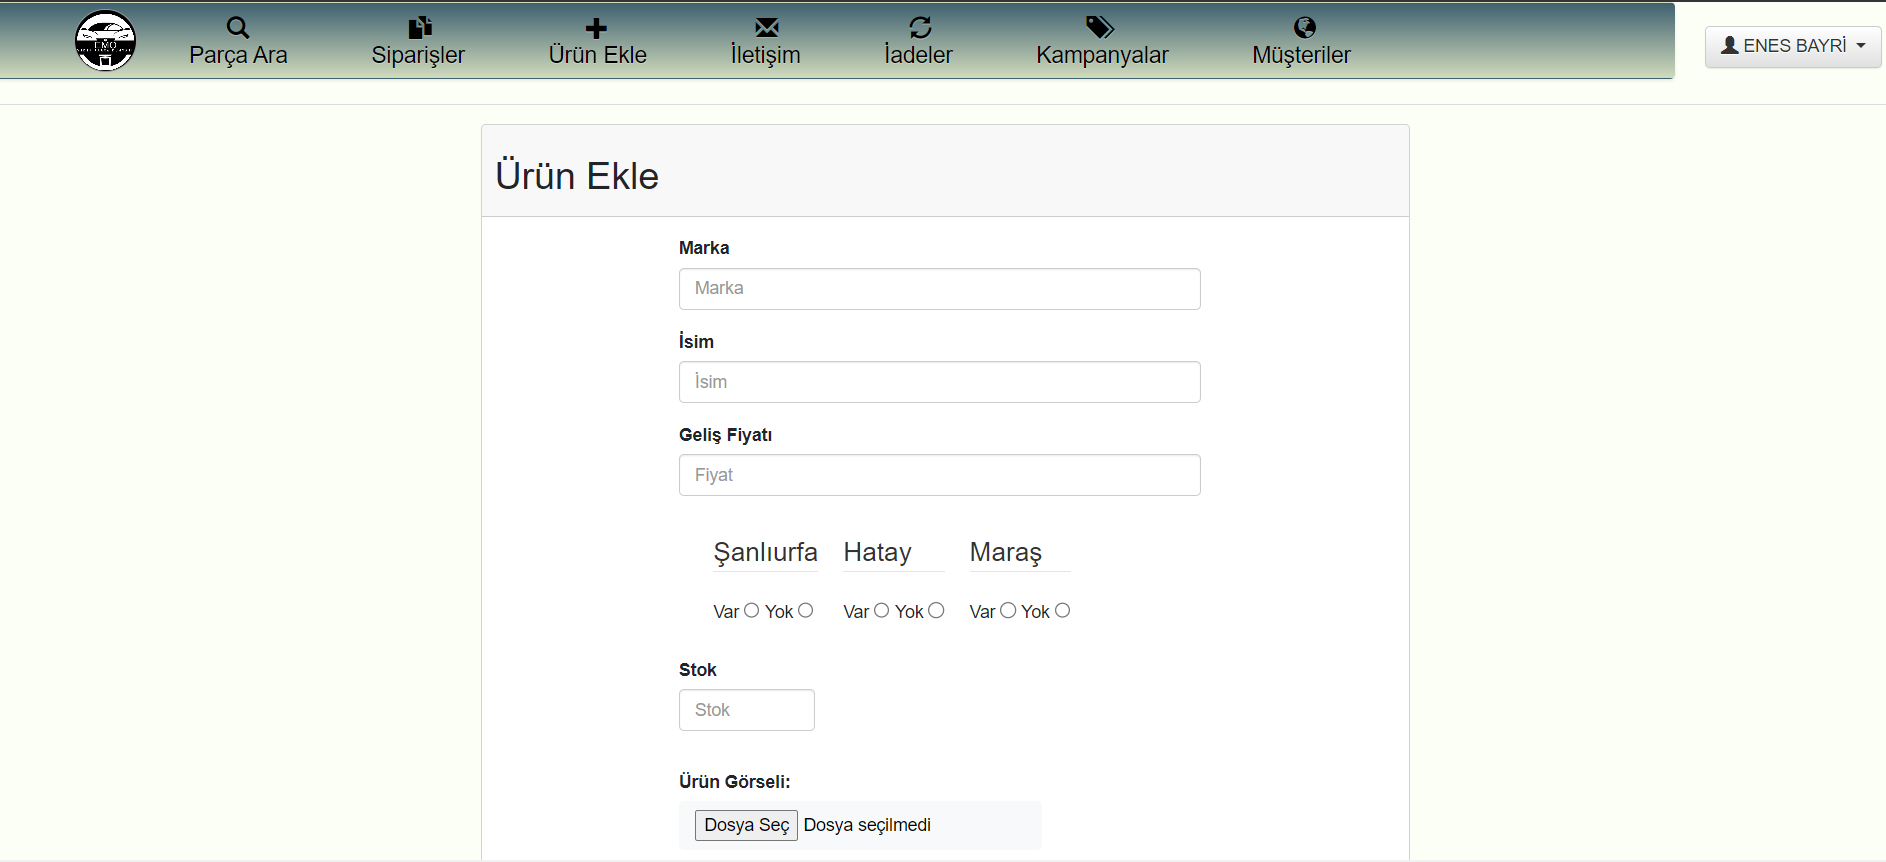 EMO
Parça Ara
Siparişler
Ürün Ekle
İletişim
İadeler
Kampanyalar
Müşteriler
ENES BAYRİ
Ürün Ekle
Marka
Marka
İsim
İsim
Geliş Fiyatı
Fiyat
Şanlıurfa Hatay Maraş
Var Yok Var Yok Var Yok
Stok
Stok
Ürün Görseli:
Dosya Seç Dosya seçilmedi